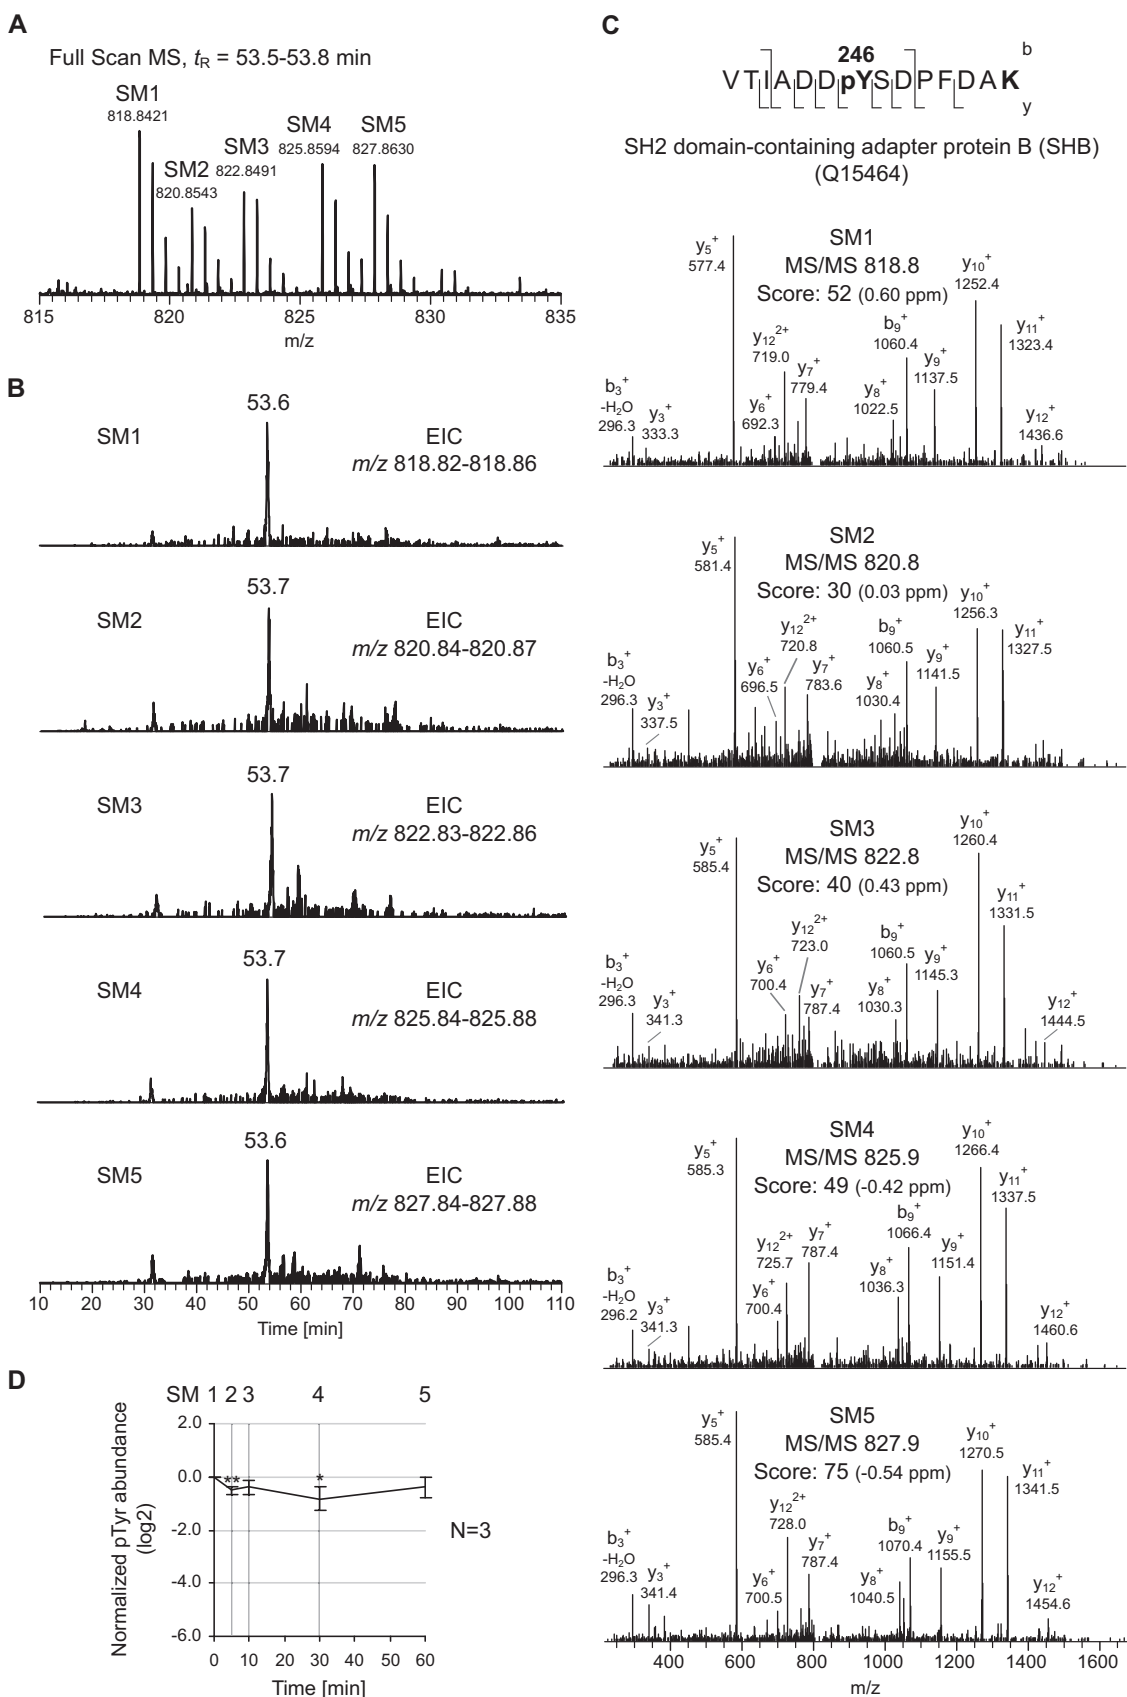 A
Full Scan MS, tR = 53.5-53.8 min
SM1
818.8421
SM2
820.8543
SM3
822.8491
SM4
825.8594
SM5
827.8630
815 820 825 830 835
m/z
B
53.6
SM1
EIC
m/z 818.82-818.86
53.7
SM2
EIC
m/z 820.84-820.87
53.7
SM3
EIC
m/z 822.83-822.86
53.7
SM4
EIC
m/z 825.84-825.88
53.6
SM5
EIC
m/z 827.84-827.88
10 20 30 40 50 60 70 80 90 100 110
Time [min]
C
246
b
VTIADDpYSDPFDAK
y
SH2 domain-containing adapter protein B (SHB)
(Q15464)
SM1
MS/MS 818.8
Score: 52 (0.60 ppm)
b3+
-H2O
296.3
y3+
333.3
y5+
577.4
y6+
692.3
y12 2+
719.0
y7+
779.4
y8+
1022.5
b9+
1060.4
y9+
1137.5
y10+
1252.4
y11+
1323.4
y12+
1436.6
SM2
MS/MS 820.8
Score: 30 (0.03 ppm)
b3+
-H2O
296.3
y3+
337.5
y5+
581.4
y6+
696.5
y12 2+
720.8
y7+
783.6
y8+
1030.4
b9+
1060.5
y9+
1141.5
y10+
1256.3
y11+
1327.5
SM3
MS/MS 822.8
Score: 40 (0.43 ppm)
b3+
-H2O
296.3
y3+
341.3
y5+
585.4
y6+
700.4
y12 2+
723.0
y7+
787.4
y8+
1030.3
b9+
1060.5
y9+
1145.3
y10+
1260.4
y11+
1331.5
y12+
1444.5
SM4
MS/MS 825.9
Score: 49 (-0.42 ppm)
b3+
-H2O
296.2
y3+
341.3
y5+
585.3
y6+
700.4
y12 2+
725.7
y7+
787.4
y8+
1036.3
b9+
1066.4
y9+
1151.4
y10+
1266.4
y11+
1337.5
y12+
1460.6
SM5
MS/MS 827.9
Score: 75 (-0.54 ppm)
b3+
-H2O
296.3
y3+
341.4
y5+
585.4
y6+
700.5
y12 2+
728.0
y7+
787.4
y8+
1040.5
b9+
1070.4
y9+
1155.5
y10+
1270.5
y11+
1341.5
y12+
1454.6
400 600 800 1000 1200 1400 1600
m/z
D
SM 1 2 3 4 5
Normalized pTyr abundance
(log2)
2.0
0.0
-2.0
-4.0
-6.0
** *
N=3
0 10 20 30 40 50 60
Time [min]